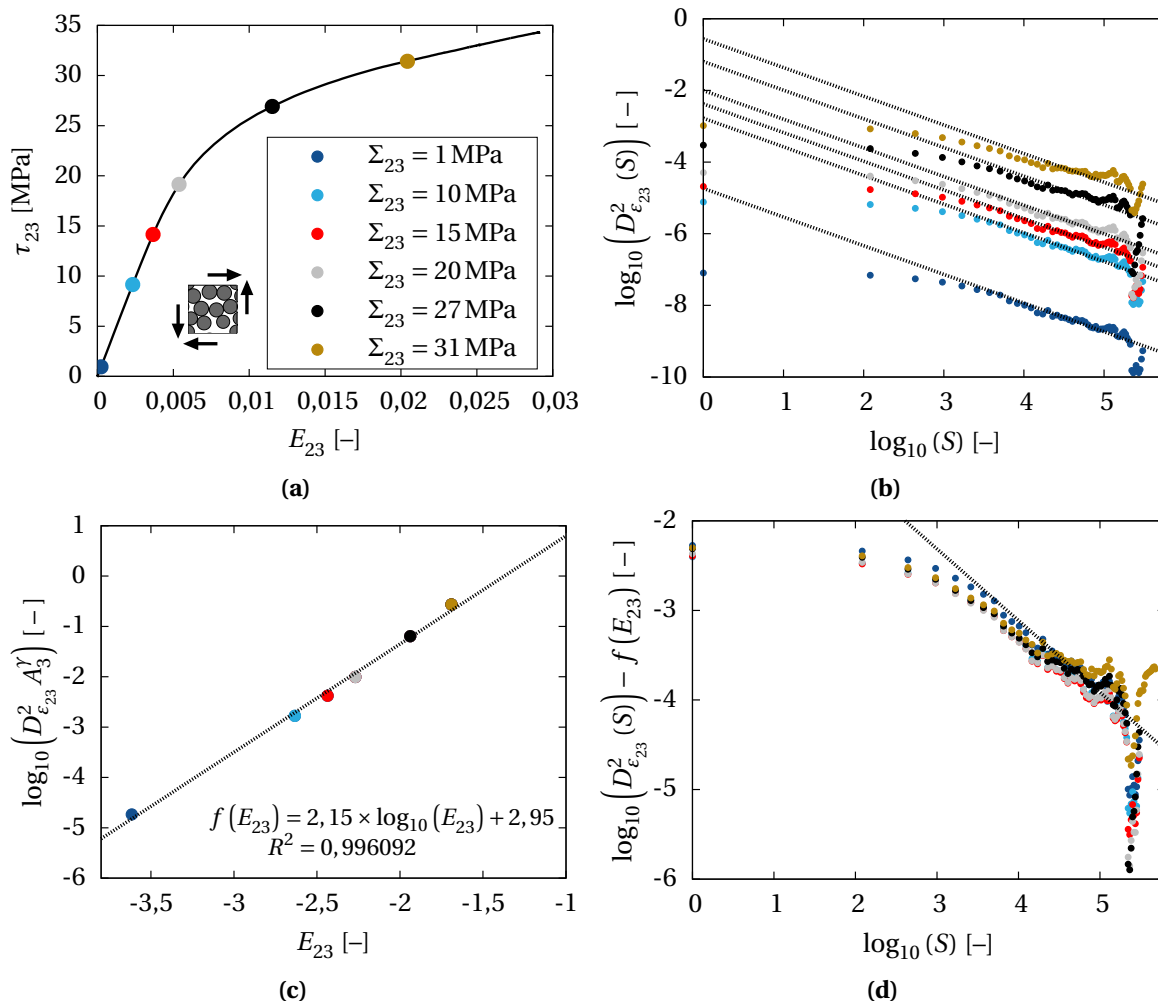 35
30
25
20
15
10
5
0
τ₂₃ [MPa]
Σ₂₃ = 1 MPa
Σ₂₃ = 10 MPa
Σ₂₃ = 15 MPa
Σ₂₃ = 20 MPa
Σ₂₃ = 27 MPa
Σ₂₃ = 31 MPa
0 0,005 0,01 0,015 0,02 0,025 0,03
E₂₃ [–]
(a)
-0
-2
-4
-6
-8
-10
log₁₀(D²_ε₂₃ (S)) [–]
0 1 2 3 4 5
log₁₀(S) [–]
(b)
1
0
-1
-2
-3
-4
-5
-6
log₁₀(D²_ε₂₃ A₃^γ) [–]
f(E₂₃) = 2,15 × log₁₀(E₂₃) + 2,95
R² = 0,996092
-3,5 -3 -2,5 -2 -1,5 -1
E₂₃ [–]
(c)
-2
-3
-4
-5
-6
log₁₀(D²_ε₂₃ (S)) – f(E₂₃) [–]
0 1 2 3 4 5
log₁₀(S) [–]
(d)